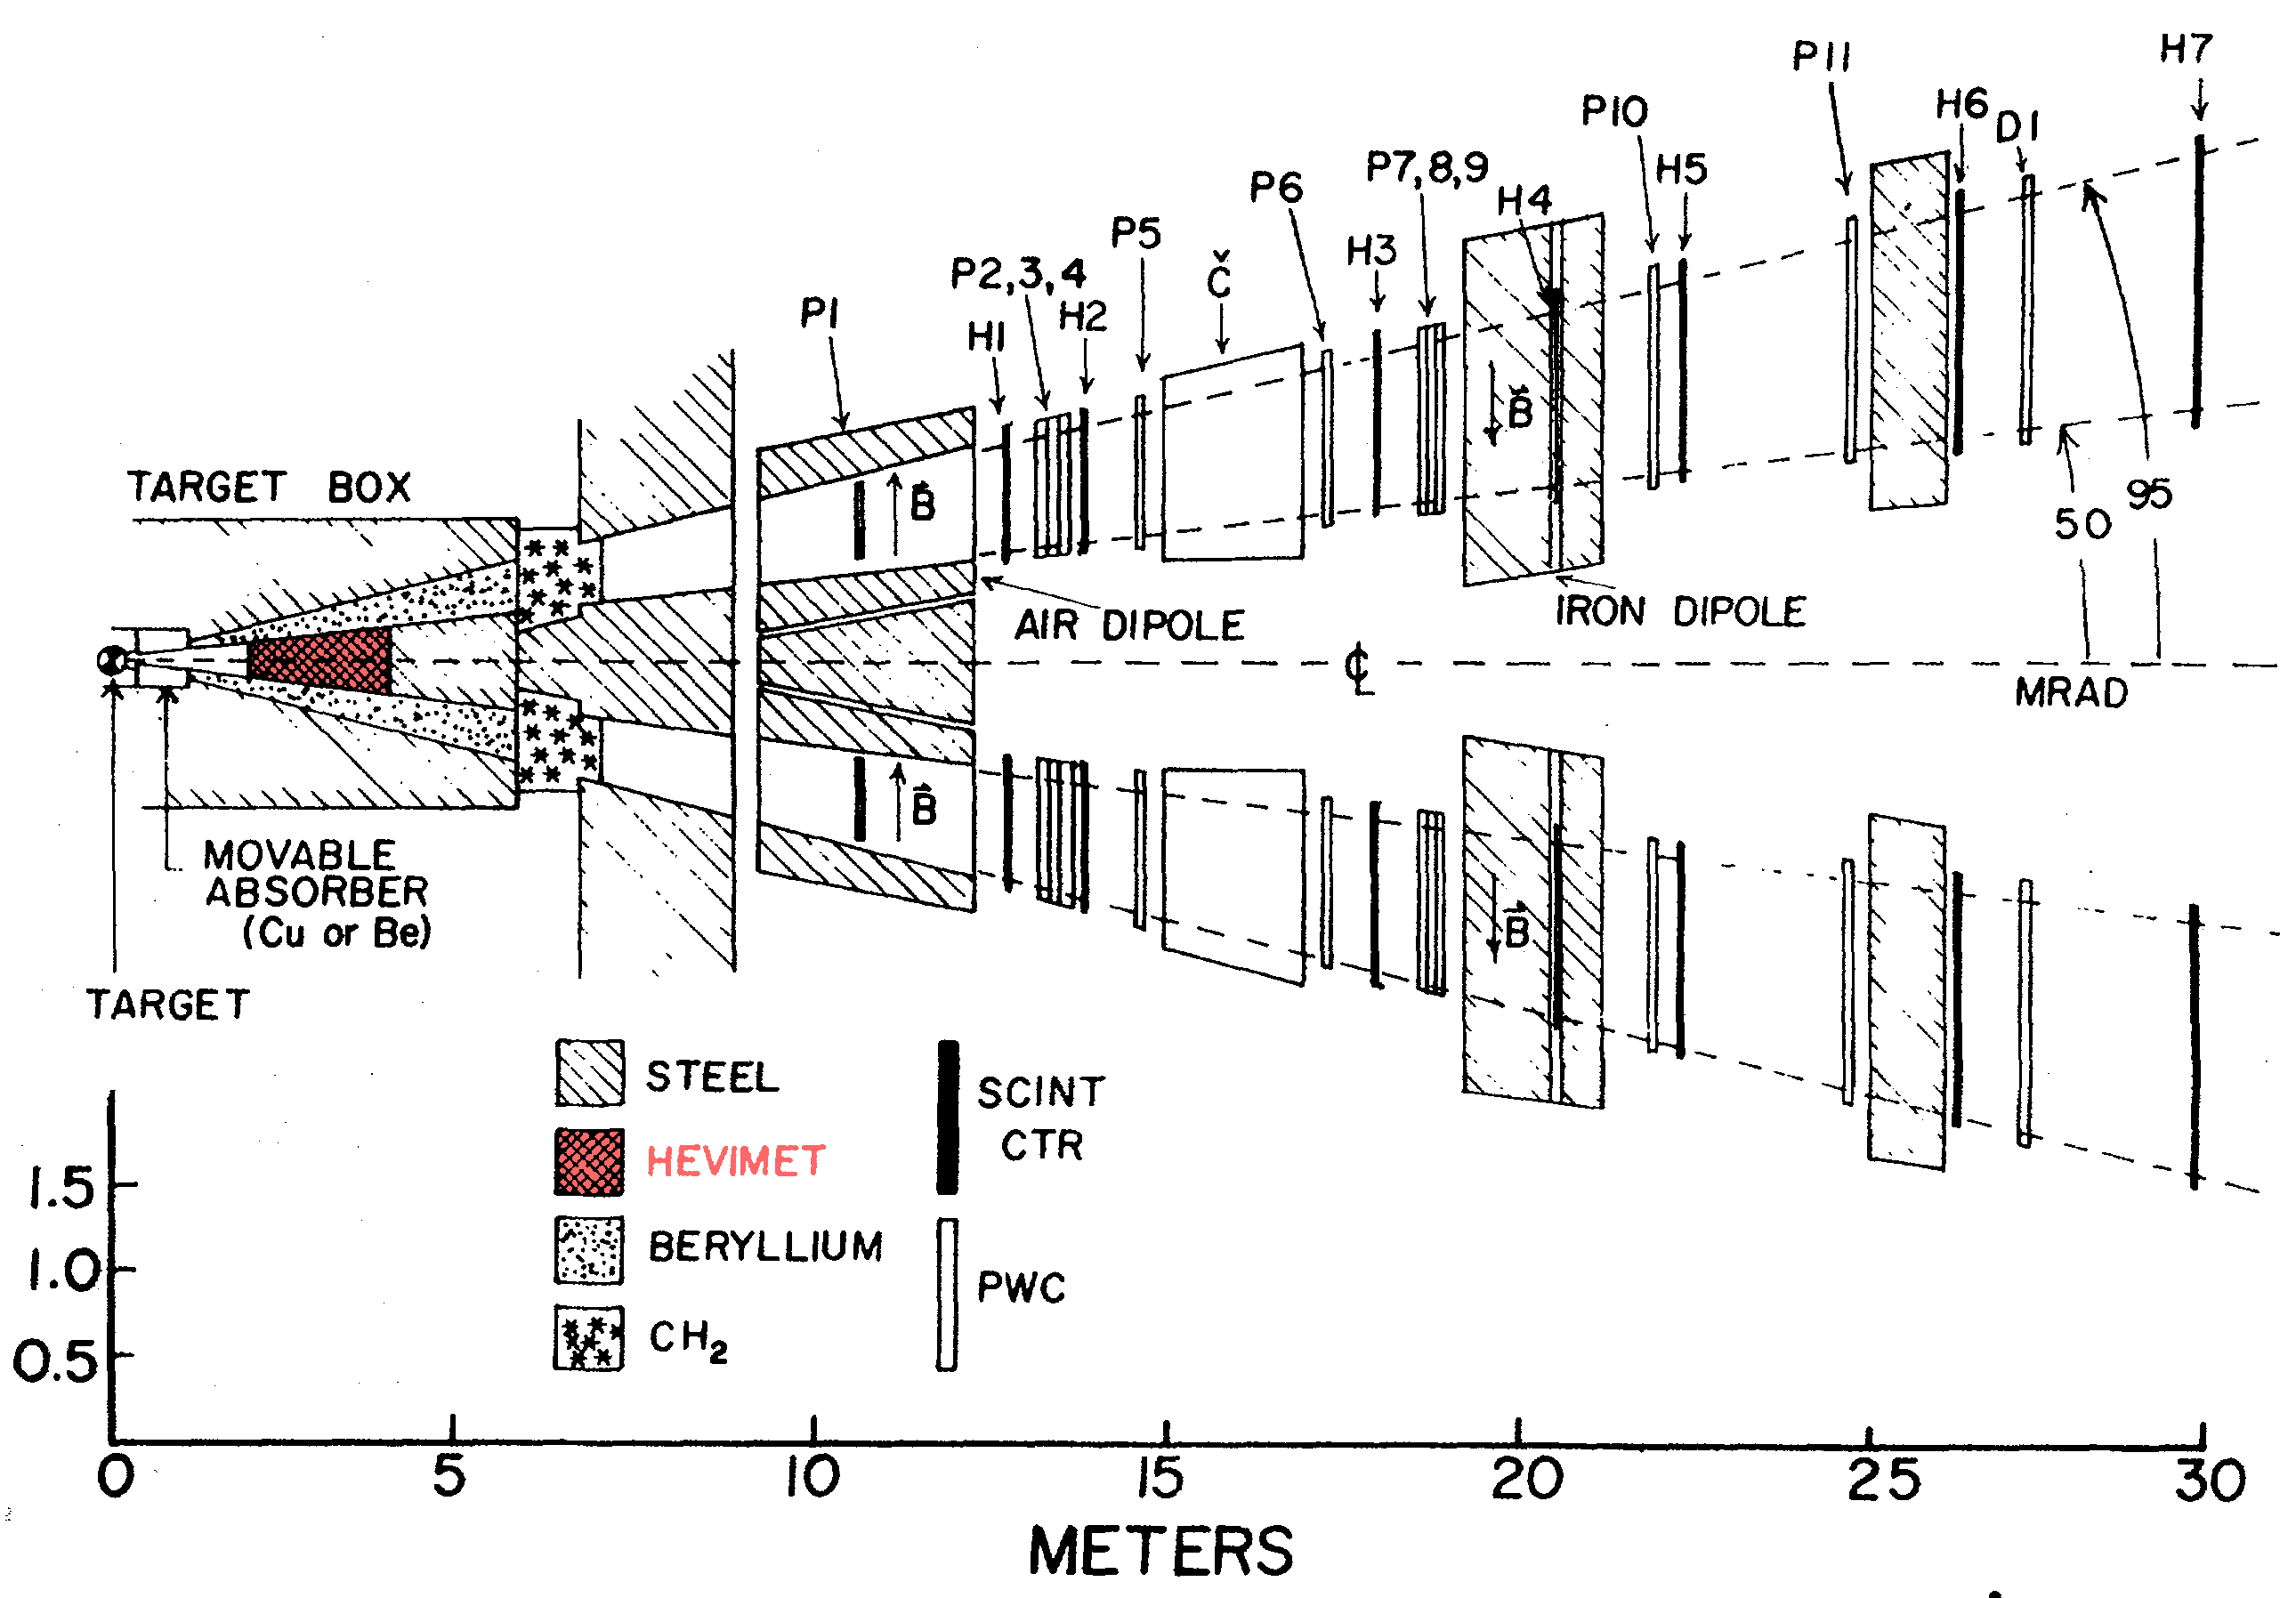 H7
P11
H6
D1
P10
H5
P7,8,9
H4
P6
H3
P5
Č
P2,3,4
H2
H1
P1
B⃗
B⃗
TARGET BOX
95
50
AIR DIPOLE
IRON DIPOLE
℄
MRAD
B⃗
B⃗
MOVABLE
ABSORBER
(Cu or Be)
TARGET
STEEL
HEVIMET
BERYLLIUM
CH₂
SCINT
CTR
PWC
1.5
1.0
0.5
0 5 10 15 20 25 30
METERS